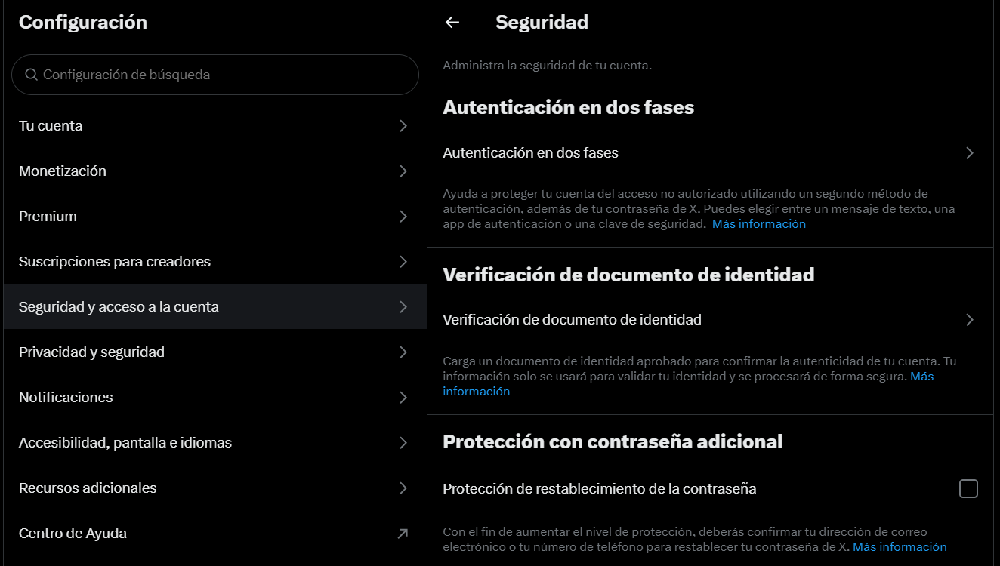 Configuración
Configuración de búsqueda
Tu cuenta
Monetización
Premium
Suscripciones para creadores
Seguridad y acceso a la cuenta
Privacidad y seguridad
Notificaciones
Accesibilidad, pantalla e idiomas
Recursos adicionales
Centro de Ayuda
Seguridad
Administra la seguridad de tu cuenta.
Autenticación en dos fases
Autenticación en dos fases
Ayuda a proteger tu cuenta del acceso no autorizado utilizando un segundo método de
autenticación, además de tu contraseña de X. Puedes elegir entre un mensaje de texto, una
app de autenticación o una clave de seguridad. Más información
Verificación de documento de identidad
Verificación de documento de identidad
Carga un documento de identidad aprobado para confirmar la autenticidad de tu cuenta. Tu
información solo se usará para validar tu identidad y se procesará de forma segura. Más
información
Protección con contraseña adicional
Protección de restablecimiento de la contraseña
Con el fin de aumentar el nivel de protección, deberás confirmar tu dirección de correo
electrónico o tu número de teléfono para restablecer tu contraseña de X. Más información